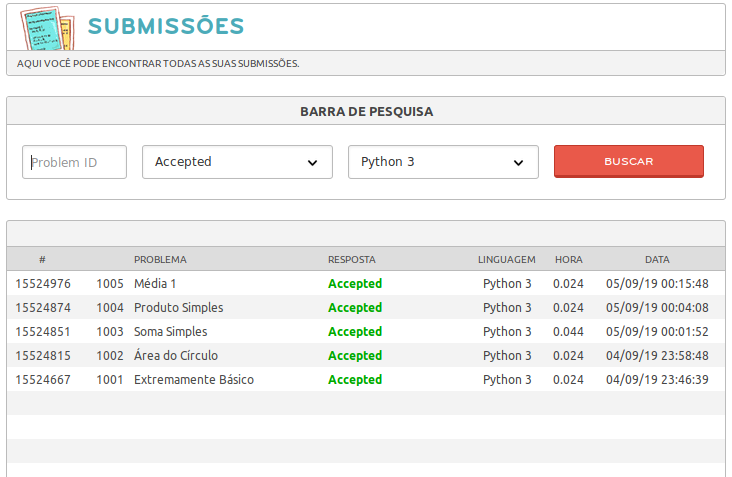 SUBMISSÕES
AQUI VOCÊ PODE ENCONTRAR TODAS AS SUAS SUBMISSÕES.
BARRA DE PESQUISA
Problem ID Accepted Python 3 BUSCAR
# PROBLEMA RESPOSTA LINGUAGEM HORA DATA
15524976 1005 Média 1 Accepted Python 3 0.024 05/09/19 00:15:48
15524874 1004 Produto Simples Accepted Python 3 0.024 05/09/19 00:04:08
15524851 1003 Soma Simples Accepted Python 3 0.044 05/09/19 00:01:52
15524815 1002 Área do Círculo Accepted Python 3 0.024 04/09/19 23:58:48
15524667 1001 Extremamente Básico Accepted Python 3 0.024 04/09/19 23:46:39